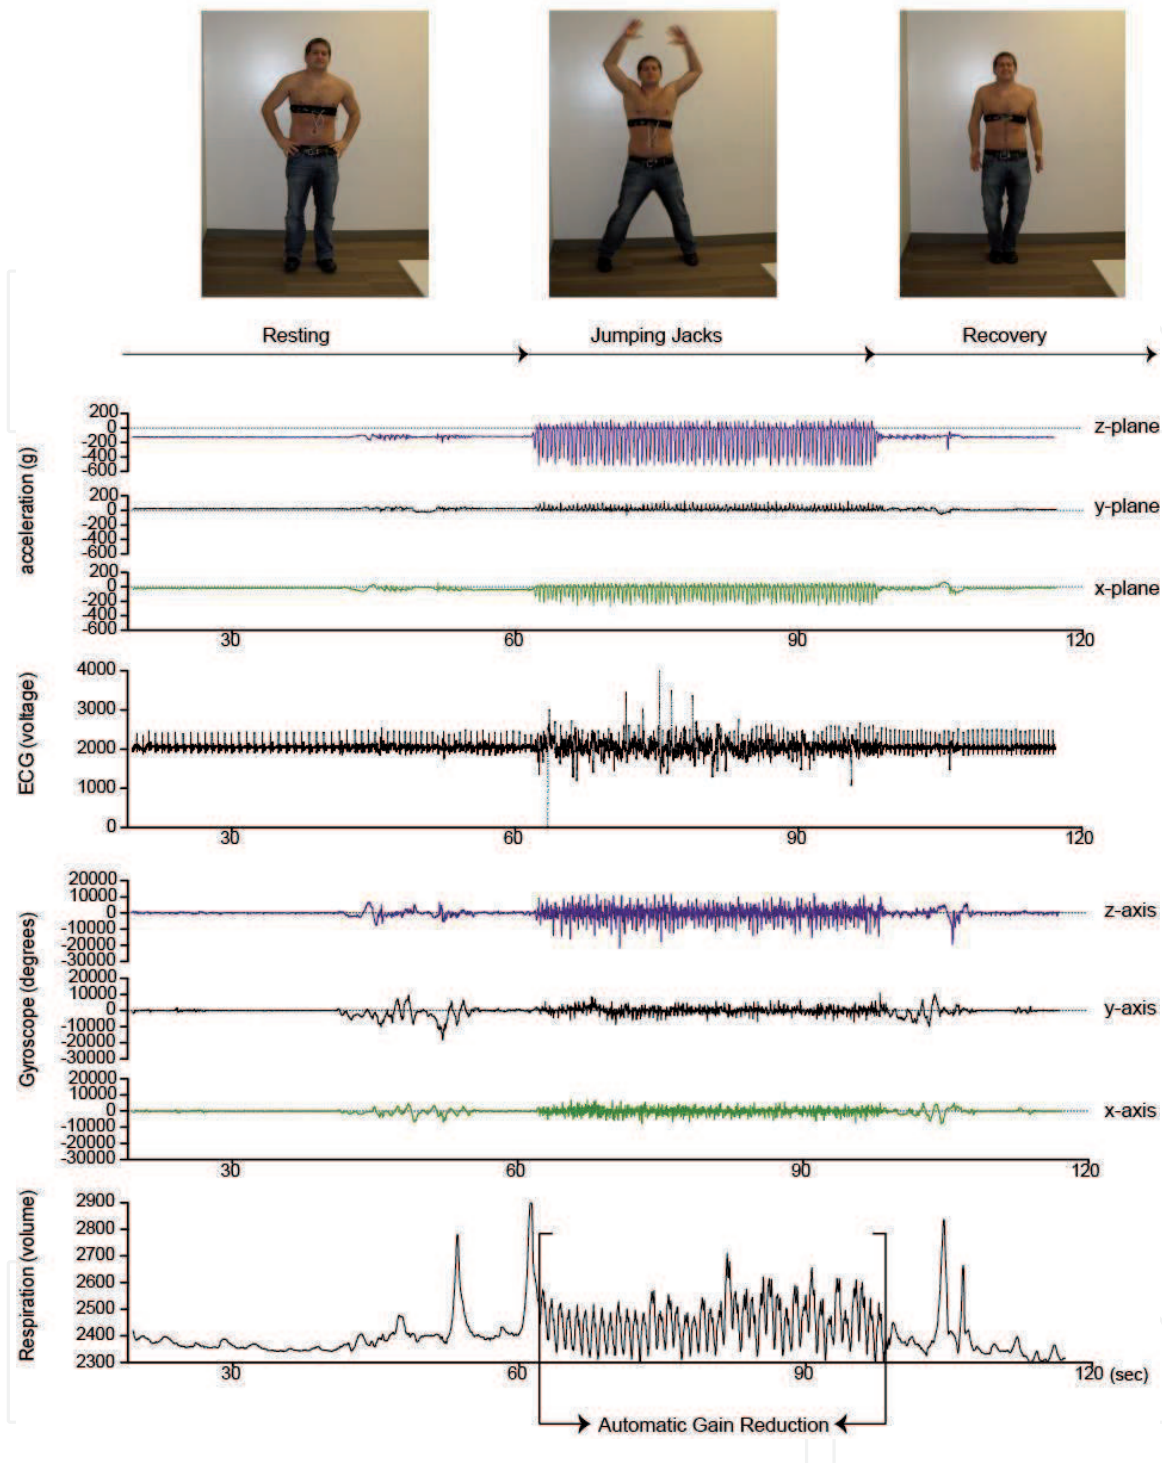 Resting Jumping Jacks Recovery
acceleration (g)
200
0
-200
-400
-600
z-plane
200
0
-200
-400
-600
y-plane
200
0
-200
-400
-600
x-plane
30 60 90 120
ECG (voltage)
4000
3000
2000
1000
0
30 60 90 120
Gyroscope (degrees)
20000
10000
0
-10000
-20000
-30000
z-axis
20000
10000
0
-10000
-20000
-30000
y-axis
20000
10000
0
-10000
-20000
-30000
x-axis
30 60 90 120
Respiration (volume)
2900
2800
2700
2600
2500
2400
2300
30 60 90 120 (sec)
Automatic Gain Reduction